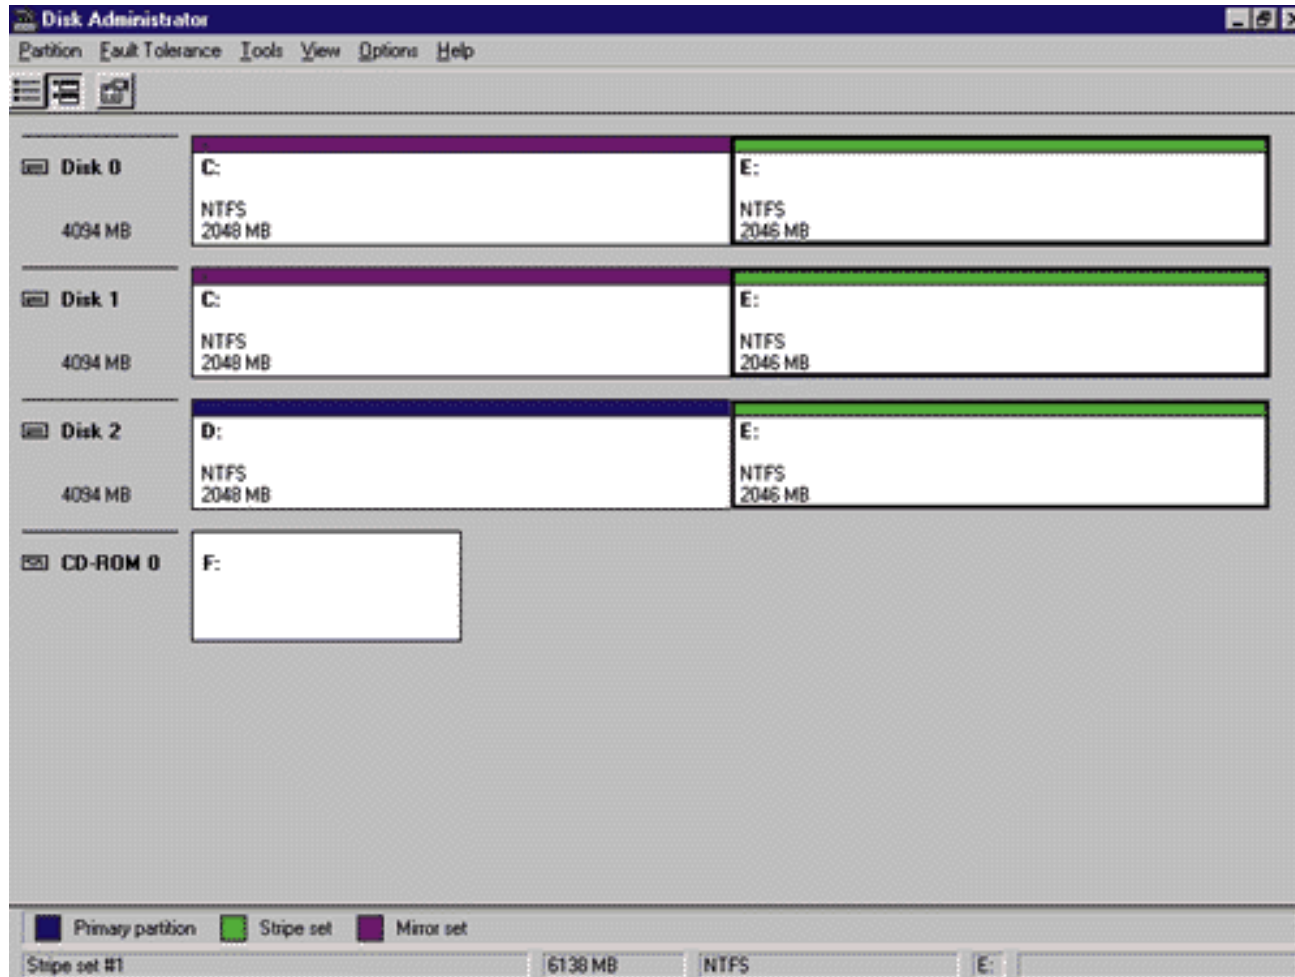 Disk Administrator
Partition Fault Tolerance Tools View Options Help
Disk 0
4094 MB
C:
NTFS
2048 MB
E:
NTFS
2046 MB
Disk 1
4094 MB
C:
NTFS
2048 MB
E:
NTFS
2046 MB
Disk 2
4094 MB
D:
NTFS
2048 MB
E:
NTFS
2046 MB
CD-ROM 0
F:
Primary partition Stripe set Mirror set
Stripe set #1 6138 MB NTFS E: